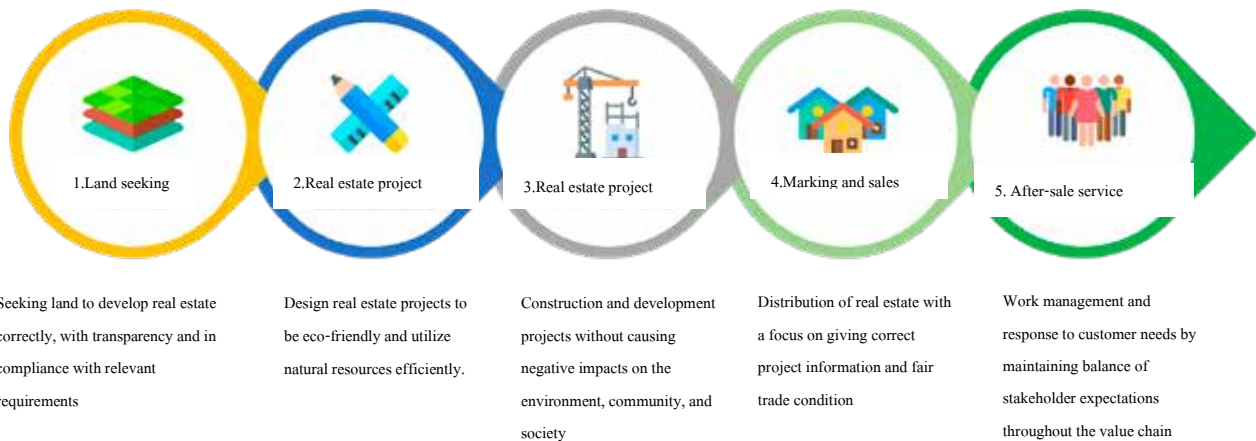 1.Land seeking
2.Real estate project
3.Real estate project
4.Marking and sales
5. After-sale service
Seeking land to develop real estate
correctly, with transparency and in
compliance with relevant
requirements
Design real estate projects to
be eco-friendly and utilize
natural resources efficiently.
Construction and development
projects without causing
negative impacts on the
environment, community, and
society
Distribution of real estate with
a focus on giving correct
project information and fair
trade condition
Work management and
response to customer needs by
maintaining balance of
stakeholder expectations
throughout the value chain